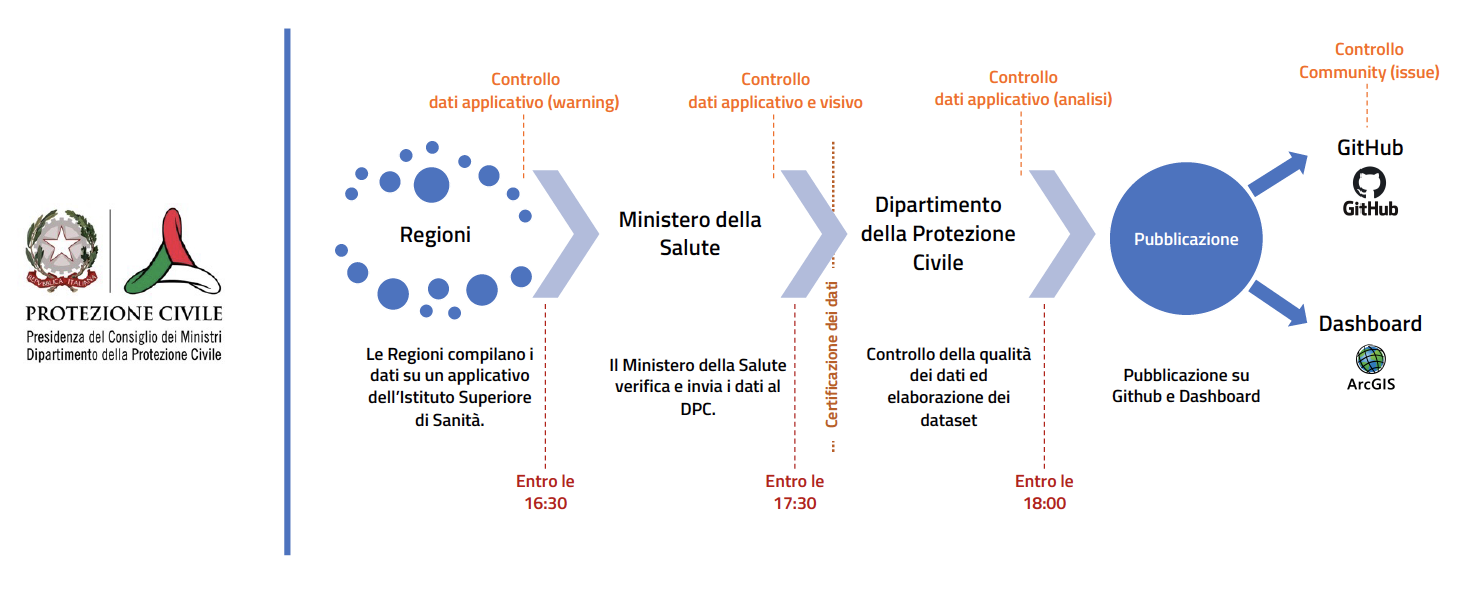 REPVBBLICA ITALIANA
PROTEZIONE CIVILE
Presidenza del Consiglio dei Ministri
Dipartimento della Protezione Civile
Controllo
dati applicativo (warning)
Controllo
dati applicativo e visivo
Controllo
dati applicativo (analisi)
Controllo
Community (issue)
Regioni
Ministero della
Salute
Dipartimento
della Protezione
Civile
Pubblicazione
GitHub
GitHub
Dashboard
ArcGIS
Le Regioni compilano i
dati su un applicativo
dell’Istituto Superiore
di Sanità.
Il Ministero della Salute
verifica e invia i dati al
DPC.
Certificazione dei dati
Controllo della qualità
dei dati ed
elaborazione dei
dataset
Pubblicazione su
Github e Dashboard
Entro le
16:30
Entro le
17:30
Entro le
18:00